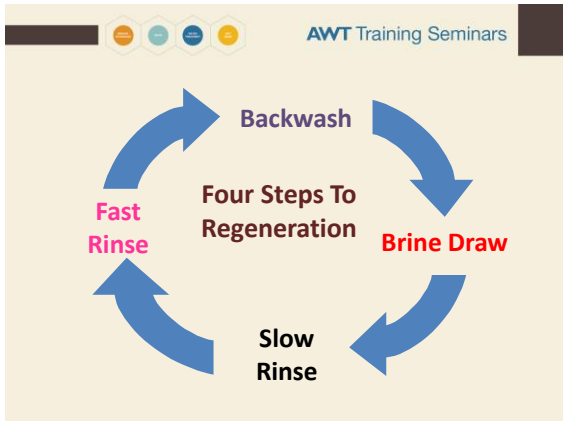 AWT Training Seminars
Backwash
Four Steps To
Regeneration
Fast
Rinse
Brine Draw
Slow
Rinse